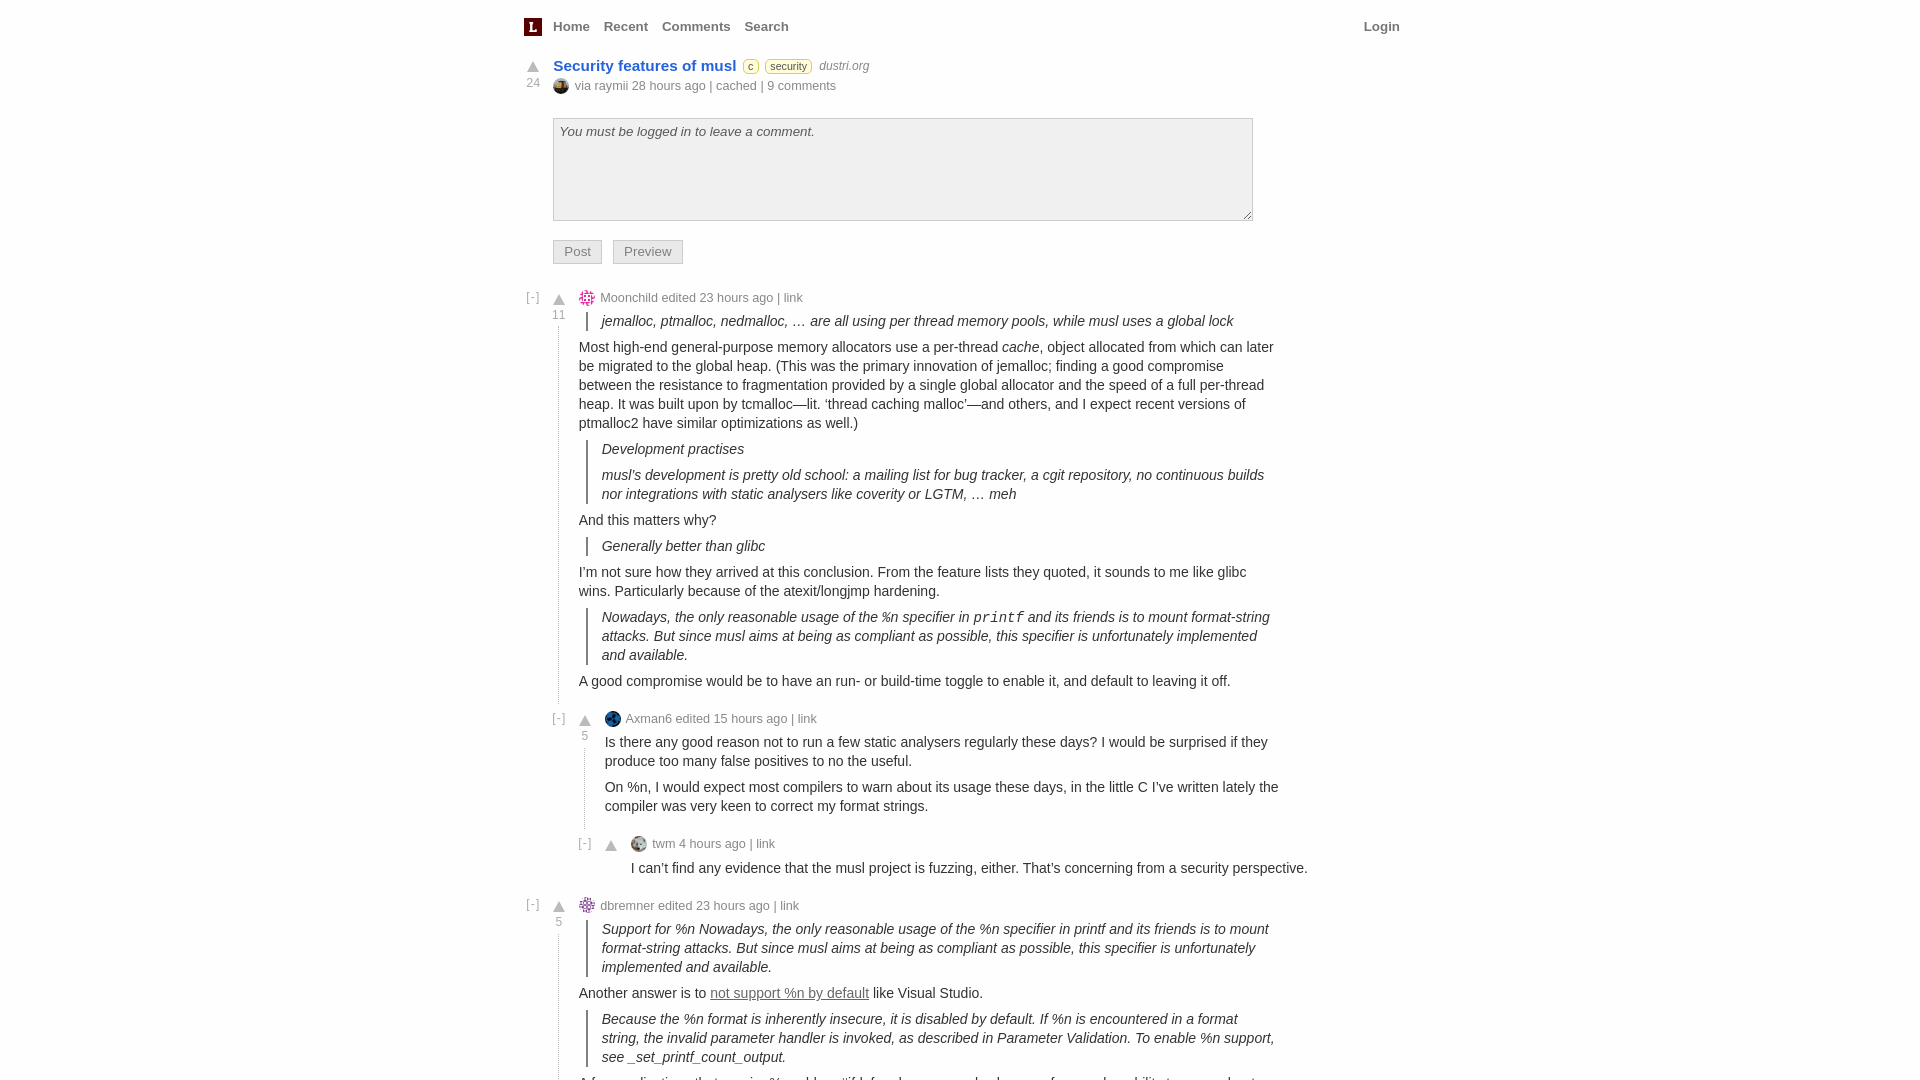 L Home Recent Comments Search Login
Security features of musl c security dustri.org
24
via raymii 28 hours ago | cached | 9 comments
You must be logged in to leave a comment.
Post Preview
[-] Moonchild edited 23 hours ago | link
11
jemalloc, ptmalloc, nedmalloc, … are all using per thread memory pools, while musl uses a global lock
Most high-end general-purpose memory allocators use a per-thread cache, object allocated from which can later
be migrated to the global heap. (This was the primary innovation of jemalloc; finding a good compromise
between the resistance to fragmentation provided by a single global allocator and the speed of a full per-thread
heap. It was built upon by tcmalloc—lit. ‘thread caching malloc’—and others, and I expect recent versions of
ptmalloc2 have similar optimizations as well.)
Development practises
musl’s development is pretty old school: a mailing list for bug tracker, a cgit repository, no continuous builds
nor integrations with static analysers like coverity or LGTM, … meh
And this matters why?
Generally better than glibc
I’m not sure how they arrived at this conclusion. From the feature lists they quoted, it sounds to me like glibc
wins. Particularly because of the atexit/longjmp hardening.
Nowadays, the only reasonable usage of the %n specifier in printf and its friends is to mount format-string
attacks. But since musl aims at being as compliant as possible, this specifier is unfortunately implemented
and available.
A good compromise would be to have an run- or build-time toggle to enable it, and default to leaving it off.
[-] Axman6 edited 15 hours ago | link
5
Is there any good reason not to run a few static analysers regularly these days? I would be surprised if they
produce too many false positives to no the useful.
On %n, I would expect most compilers to warn about its usage these days, in the little C I’ve written lately the
compiler was very keen to correct my format strings.
[-] twm 4 hours ago | link
I can’t find any evidence that the musl project is fuzzing, either. That’s concerning from a security perspective.
[-] dbremner edited 23 hours ago | link
5
Support for %n Nowadays, the only reasonable usage of the %n specifier in printf and its friends is to mount
format-string attacks. But since musl aims at being as compliant as possible, this specifier is unfortunately
implemented and available.
Another answer is to not support %n by default like Visual Studio.
Because the %n format is inherently insecure, it is disabled by default. If %n is encountered in a format
string, the invalid parameter handler is invoked, as described in Parameter Validation. To enable %n support,
see _set_printf_count_output.